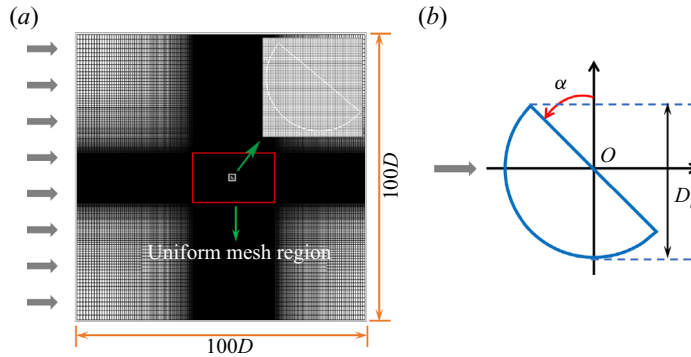 (a)
(b)
Uniform mesh region
100D
100D
α
O
D